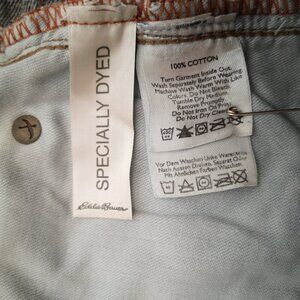 SPECIALLY DYED
Eddie Bauer
100% COTTON
Turn Garment Inside Out.
Wash Separately Before Wearing.
Machine Wash Warm With Like
Colors. Do Not Bleach
Tumble Dry Medium
Remove Promptly.
Do Not Iron On Print
Do Not Dry Clean
Vor Dem Waschen Linke Waren
Nach Aussen Drehen. Separat Oder
Mit Ähnlichen Farben Waschen